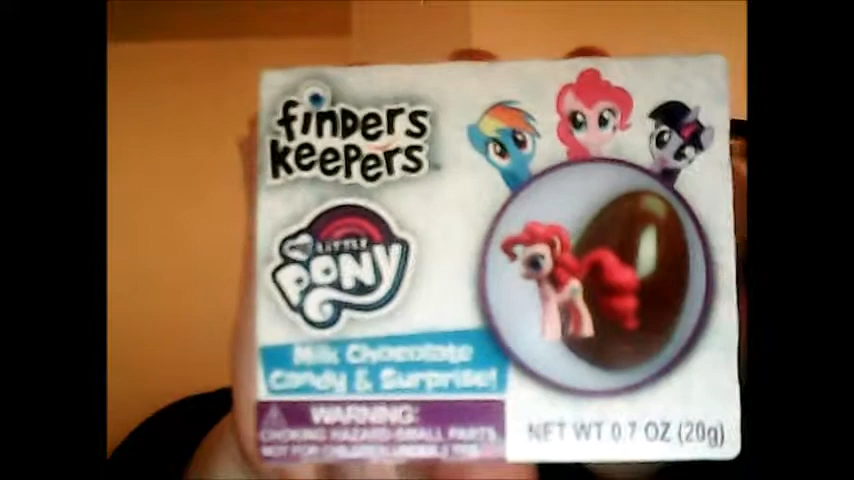 finders
keepers
MY LITTLE
PONY
Milk Chocolate
Candy & Surprise!
WARNING:
CHOKING HAZARD-SMALL PARTS
NOT FOR CHILDREN UNDER 3 YRS
NET WT 0.7 OZ (20g)